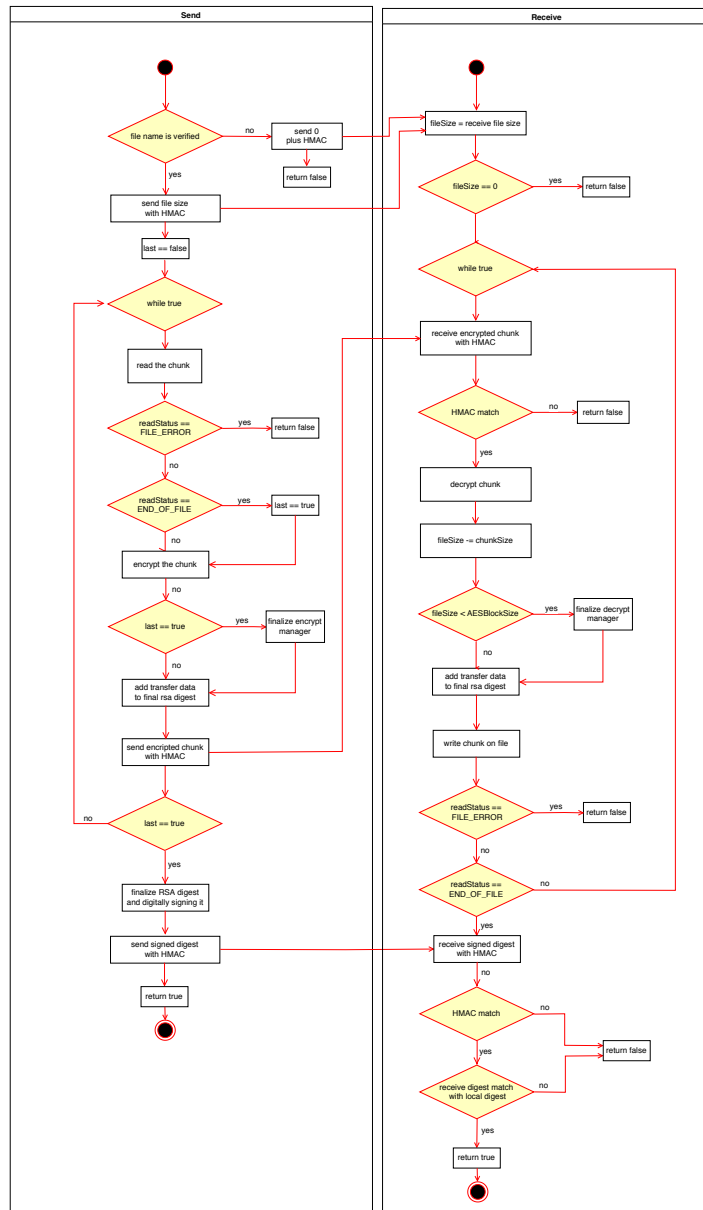 Send
file name is verified
no
send 0
plus HMAC
return false
yes
send file size
with HMAC
last == false
while true
read the chunk
readStatus ==
FILE_ERROR
yes
return false
no
readStatus ==
END_OF_FILE
yes
last == true
no
encrypt the chunk
no
last == true
yes
finalize encrypt
manager
no
add transfer data
to final rsa digest
send encripted chunk
with HMAC
no
last == true
yes
finalize RSA digest
and digitally signing it
send signed digest
with HMAC
return true
Receive
fileSize = receive file size
fileSize == 0
yes
return false
while true
receive encrypted chunk
with HMAC
HMAC match
no
return false
yes
decrypt chunk
fileSize -= chunkSize
fileSize < AESBlockSize
yes
finalize decrypt
manager
no
add transfer data
to final rsa digest
write chunk on file
readStatus ==
FILE_ERROR
yes
return false
no
readStatus ==
END_OF_FILE
no
yes
receive signed digest
with HMAC
no
HMAC match
no
return false
yes
receive digest match
with local digest
no
yes
return true